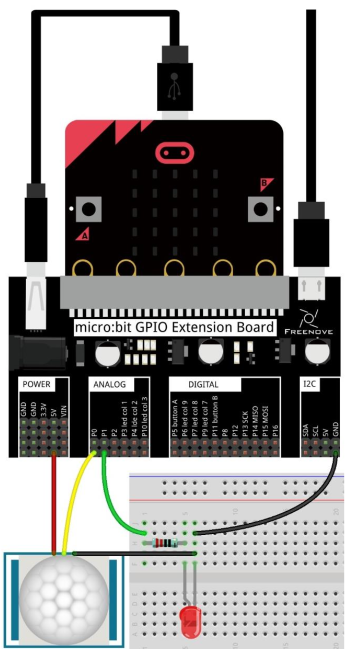 B
A
micro:bit GPIO Extension Board
FREENOVE
POWER
ANALOG
DIGITAL
I2C
GND
GND
3.3V
5V
VIN
P0
P1
P2
P3 led col 1
P4 lde col 2
P10 led col 3
P5 button A
P6 led col 9
P7 led col 8
P9 led col 7
P11 button B
P8
P12
P13 SCK
P14 MISO
P15 MOSI
P16
SDA
SCL
5V
GND